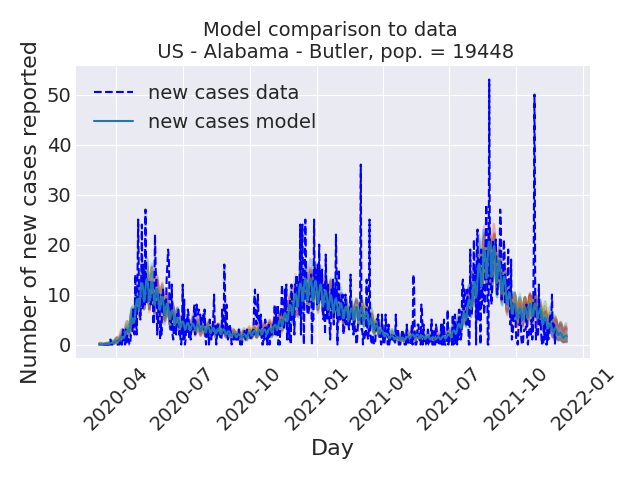 Model comparison to data
US - Alabama - Butler, pop. = 19448
Number of new cases reported
50
40
30
20
10
0
new cases data
new cases model
2020-04
2020-07
2020-10
2021-01
2021-04
2021-07
2021-10
2022-01
Day